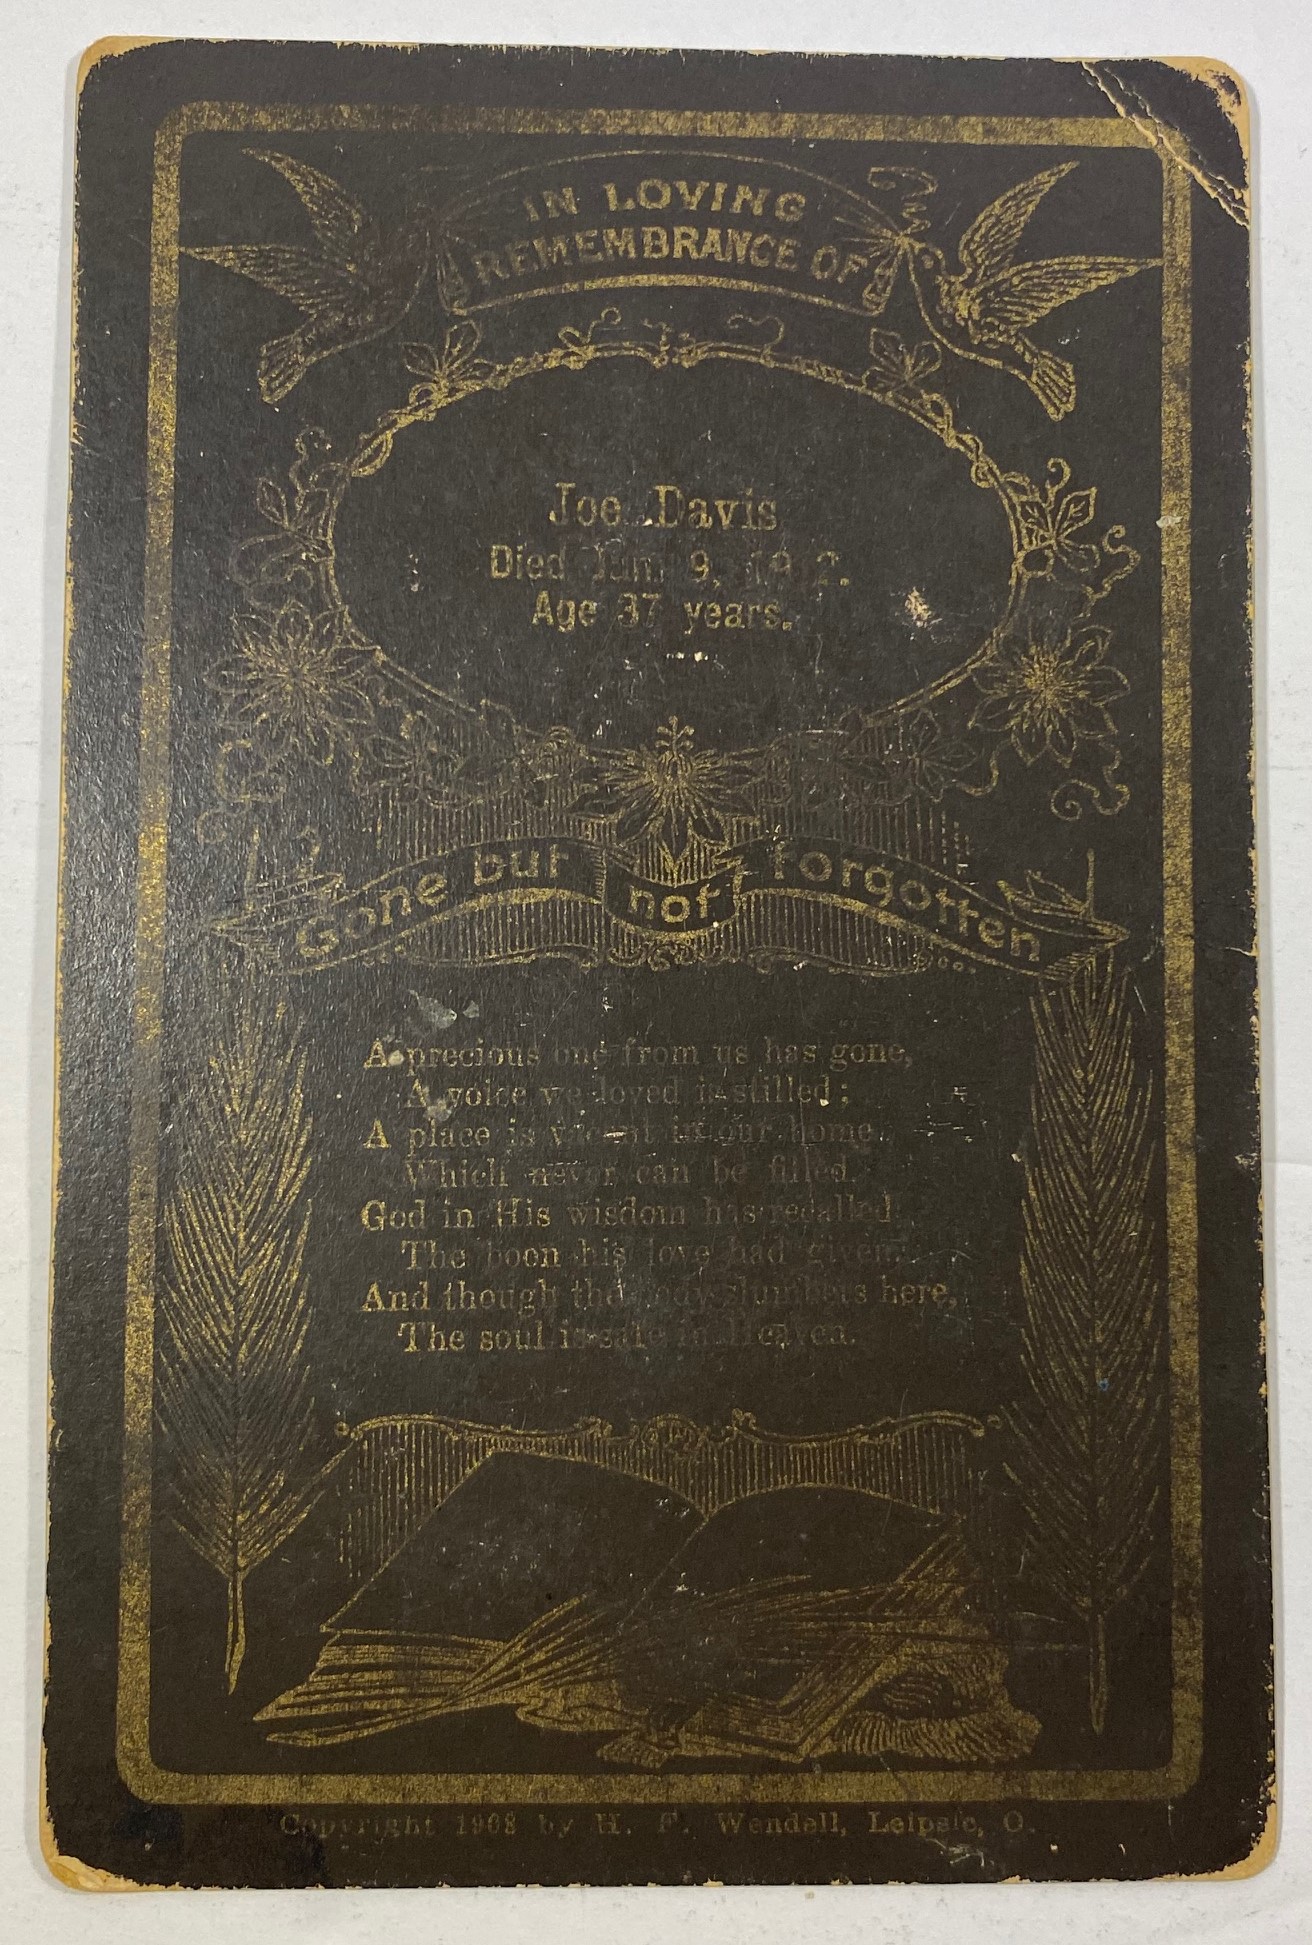 IN LOVING
REMEMBRANCE OF
Joe Davis
Died 9,
Age 37 years.
Gone but not forgotten
A precious one from us has gone,
A voice we loved is stilled;
A place is vacant in our home
Which never can be filled.
God in His wisdom has recalled
The boon his love had given.
And though the body slumbers here,
The soul is safe in Heaven.
Copyright 1908 by H. F. Wendell, Leipsic, O.